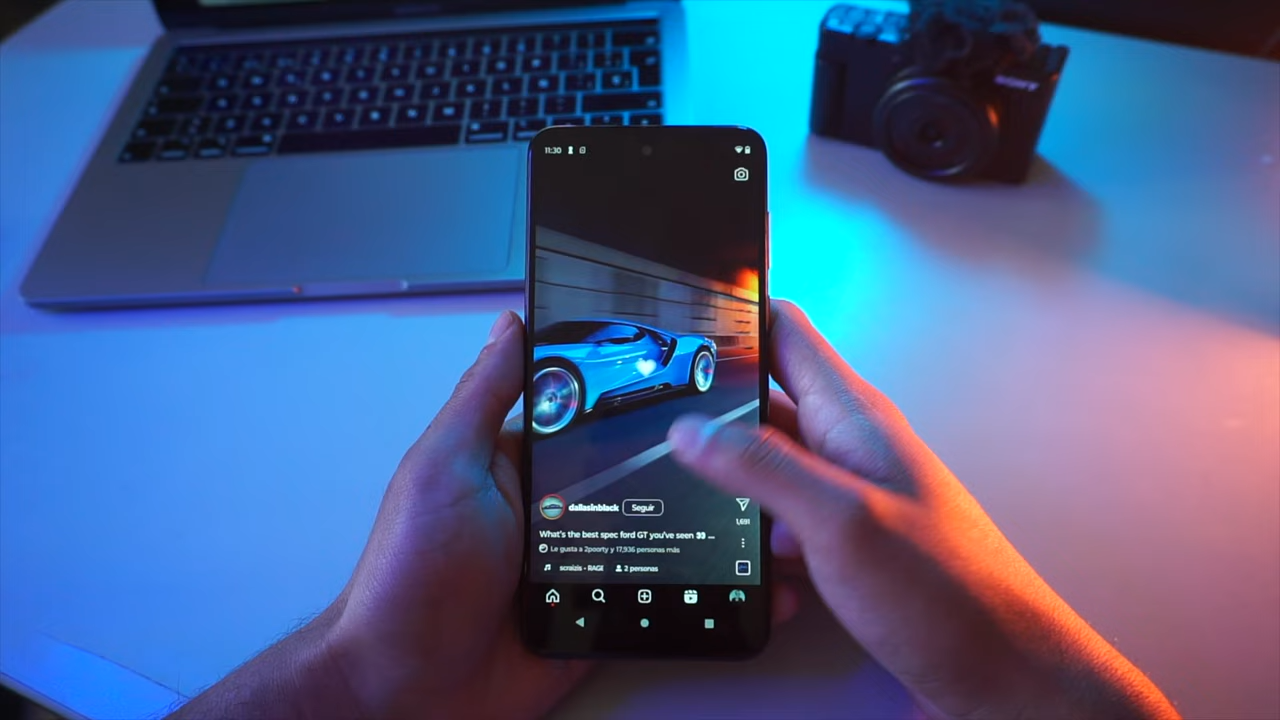 SONY
11:30
dallasinblack Seguir
1,691
What's the best spec ford GT you've seen 👀 ...
Le gusta a 2poorty y 17,936 personas más
scraizis - RAGE 2 personas